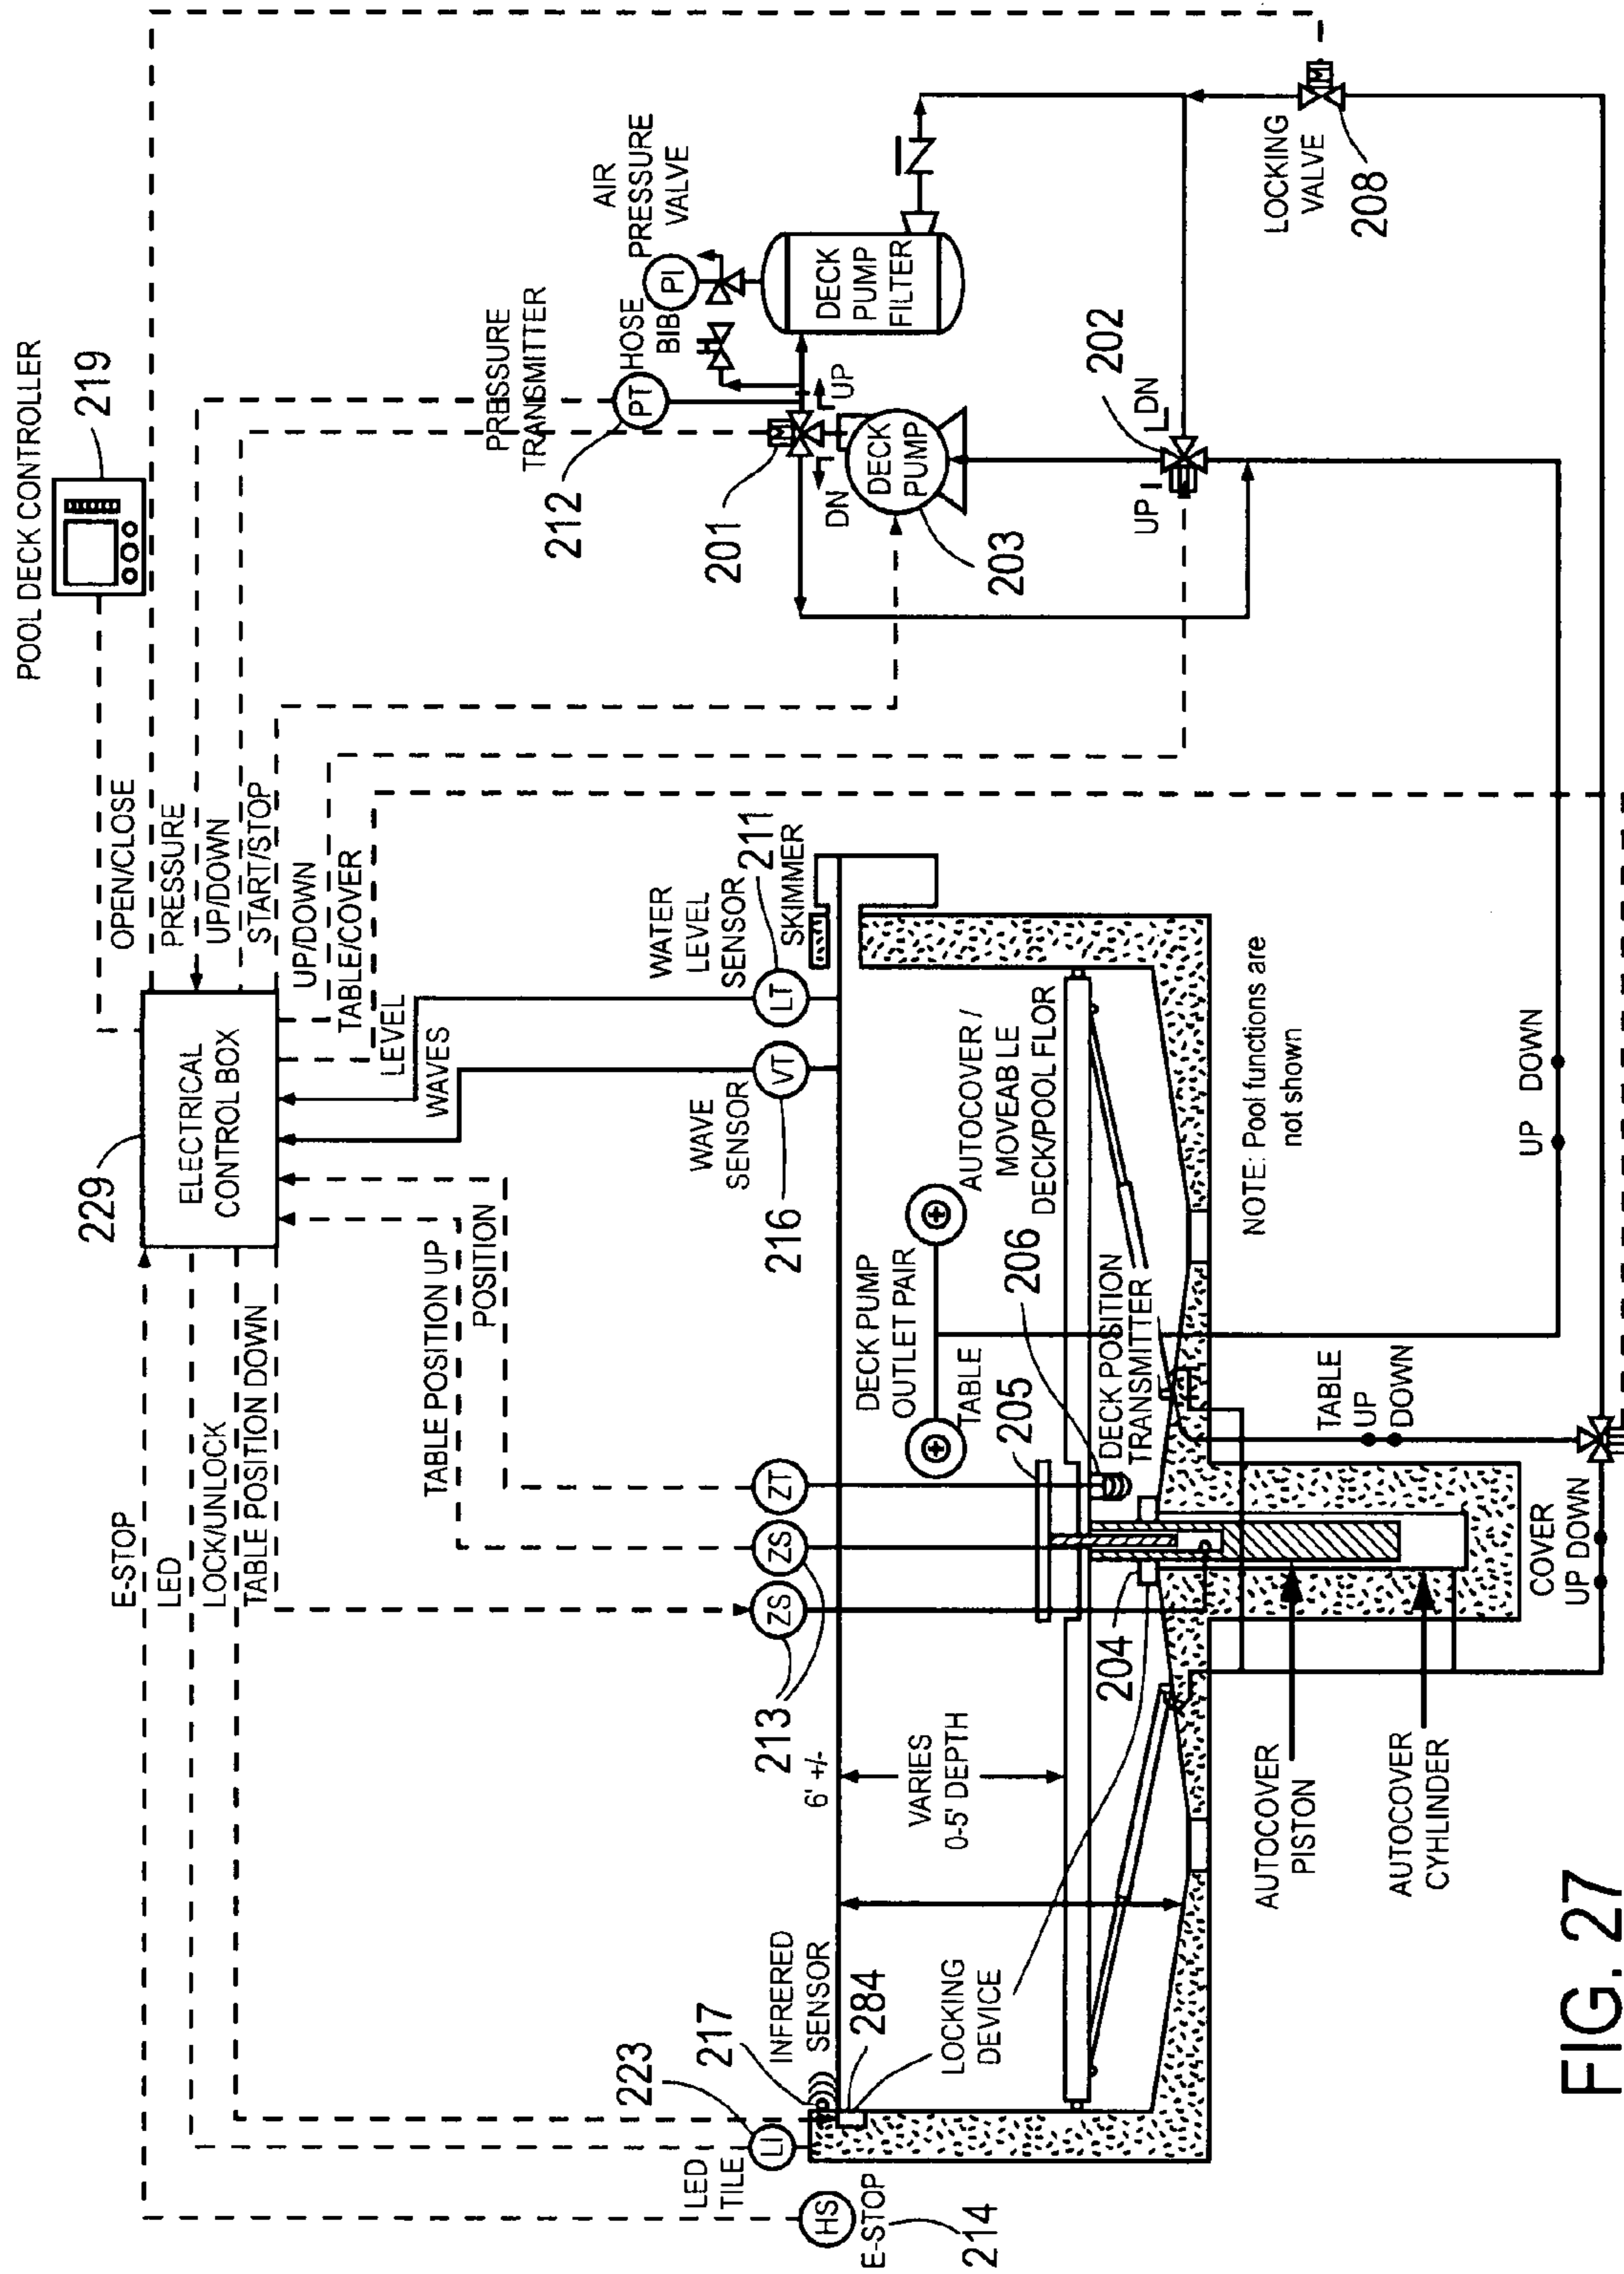 POOL DECK CONTROLLER
219
229
ELECTRICAL
CONTROL BOX
OPEN/CLOSE
PRESSURE
UP/DOWN
START/STOP
UP/DOWN
TABLE/COVER
LEVEL
WAVES
E-STOP
LED
LOCK/UNLOCK
TABLE POSITION DOWN
TABLE POSITION UP
POSITION
PRESSURE
TRANSMITTER
212
PT
HOSE
BIB
AIR
PRESSURE
VALVE
PI
201
M
UP
DN
DECK
PUMP
203
DECK
PUMP
FILTER
202
UP
DN
LOCKING
VALVE
208
M
WATER
LEVEL
SENSOR
211
SKIMMER
LT
WAVE
SENSOR
VT
216
ZT
ZS
ZS
213
6' +/-
VARIES
0-5' DEPTH
DECK PUMP
OUTLET PAIR
TABLE
205
206
AUTOCOVER /
MOVEABLE
DECK/POOL FLOR
DECK POSITION
TRANSMITTER
204
INFRERED
SENSOR
217
284
LOCKING
DEVICE
223
LI
LED
TILE
HS
E-STOP
214
NOTE: Pool functions are
not shown
UP
DOWN
TABLE
UP
DOWN
COVER
UP DOWN
AUTOCOVER
PISTON
AUTOCOVER
CYHLINDER
FIG. 27